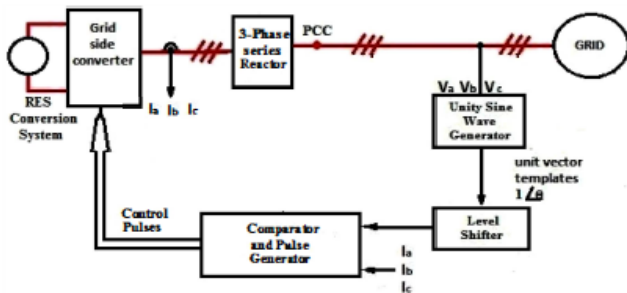 Grid
side
converter
RES
Conversion
System
Ia Ib Ic
3-Phase
series
Reactor
PCC
GRID
Va Vb Vc
Unity Sine
Wave
Generator
unit vector
templates
1∠θ
Level
Shifter
Control
Pulses
Comparator
and Pulse
Generator
Ia
Ib
Ic